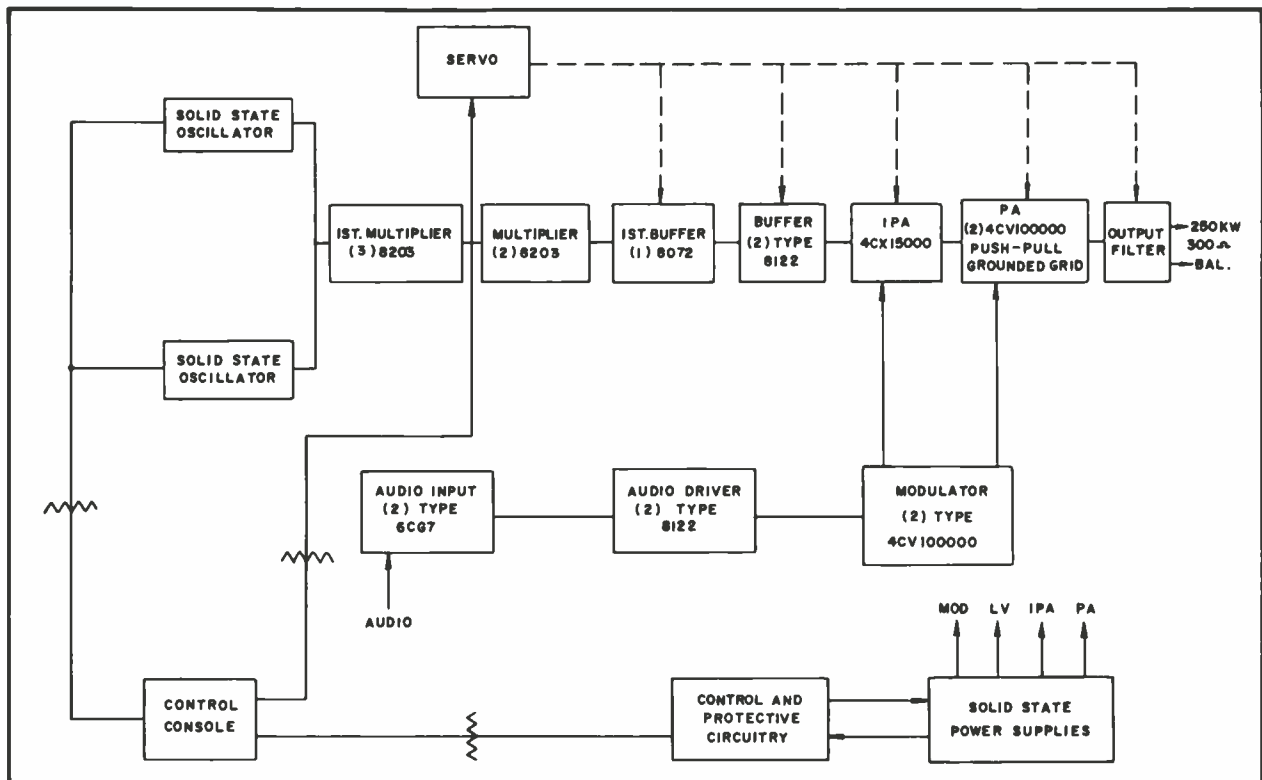 SERVO
SOLID STATE
OSCILLATOR
IST. MULTIPLIER
(3) 8203
MULTIPLIER
(2) 8203
IST. BUFFER
(1) 8072
BUFFER
(2) TYPE
8122
IPA
4CX15000
PA
(2) 4CV100000
PUSH-PULL
GROUNDED GRID
OUTPUT
FILTER
250KW
300 Ω
BAL.
SOLID STATE
OSCILLATOR
AUDIO INPUT
(2) TYPE
6CG7
AUDIO DRIVER
(2) TYPE
8122
MODULATOR
(2) TYPE
4CV100000
AUDIO
MOD LV IPA PA
CONTROL
CONSOLE
CONTROL AND
PROTECTIVE
CIRCUITRY
SOLID STATE
POWER SUPPLIES